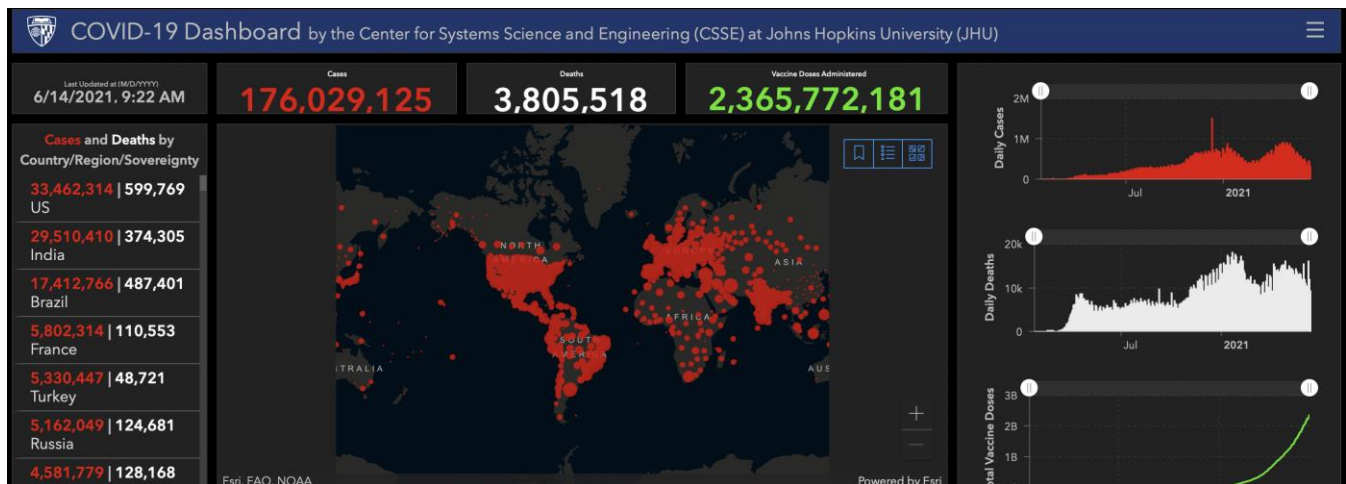 COVID-19 Dashboard by the Center for Systems Science and Engineering (CSSE) at Johns Hopkins University (JHU)
Last Updated at (M/D/YYYY)
6/14/2021, 9:22 AM
Cases
176,029,125
Deaths
3,805,518
Vaccine Doses Administered
2,365,772,181
Cases and Deaths by
Country/Region/Sovereignty
33,462,314 | 599,769
US
29,510,410 | 374,305
India
17,412,766 | 487,401
Brazil
5,802,314 | 110,553
France
5,330,447 | 48,721
Turkey
5,162,049 | 124,681
Russia
4,581,779 | 128,168
NORTH
AMERICA
EUROPE
ASIA
AFRICA
SOUT
AMERICA
TRALIA
AUS
Esri, FAO, NOAA
Powered by Esri
Daily Cases
2M
1M
0
Jul
2021
Daily Deaths
20k
10k
0
Jul
2021
otal Vaccine Doses
3B
2B
1B